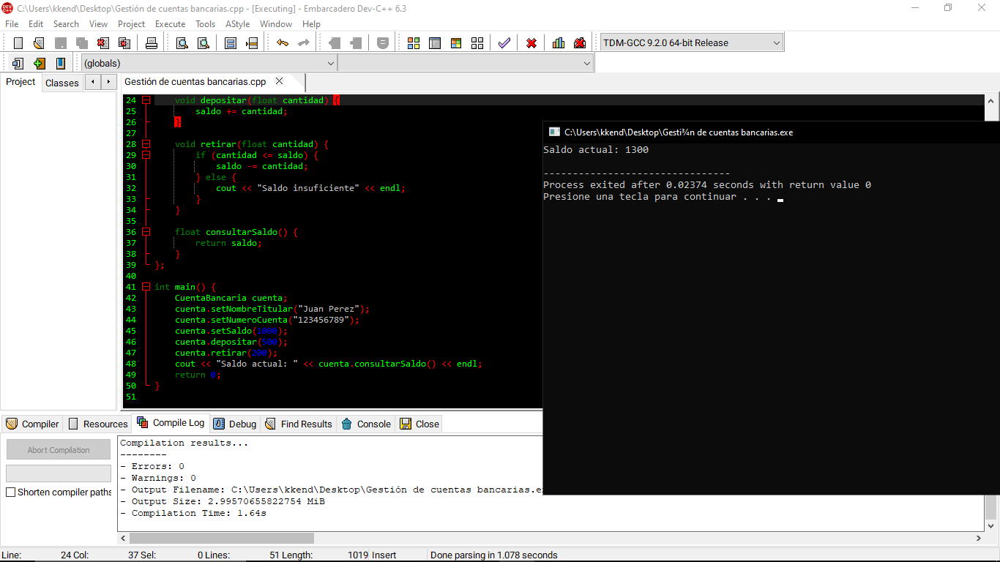 C:\Users\kkend\Desktop\Gestión de cuentas bancarias.cpp - [Executing] - Embarcadero Dev-C++ 6.3
File Edit Search View Project Execute Tools AStyle Window Help
TDM-GCC 9.2.0 64-bit Release
(globals)
Project Classes
Gestión de cuentas bancarias.cpp
24 void depositar(float cantidad) {
25 saldo += cantidad;
26 }
27
28 void retirar(float cantidad) {
29 if (cantidad <= saldo) {
30 saldo -= cantidad;
31 } else {
32 cout << "Saldo insuficiente" << endl;
33 }
34 }
35
36 float consultarSaldo() {
37 return saldo;
38 }
39 };
40
41 int main() {
42 CuentaBancaria cuenta;
43 cuenta.setNombreTitular("Juan Perez");
44 cuenta.setNumeroCuenta("123456789");
45 cuenta.setSaldo(1000);
46 cuenta.depositar(500);
47 cuenta.retirar(200);
48 cout << "Saldo actual: " << cuenta.consultarSaldo() << endl;
49 return 0;
50 }
51
C:\Users\kkend\Desktop\Gesti¾n de cuentas bancarias.exe
Saldo actual: 1300
--------------------------------
Process exited after 0.02374 seconds with return value 0
Presione una tecla para continuar . . .
Compiler Resources Compile Log Debug Find Results Console Close
Abort Compilation
Shorten compiler paths
Compilation results...
--------
- Errors: 0
- Warnings: 0
- Output Filename: C:\Users\kkend\Desktop\Gestión de cuentas bancarias.e
- Output Size: 2.99570655822754 MiB
- Compilation Time: 1.64s
Line: 24 Col: 37 Sel: 0 Lines: 51 Length: 1019 Insert Done parsing in 1.078 seconds